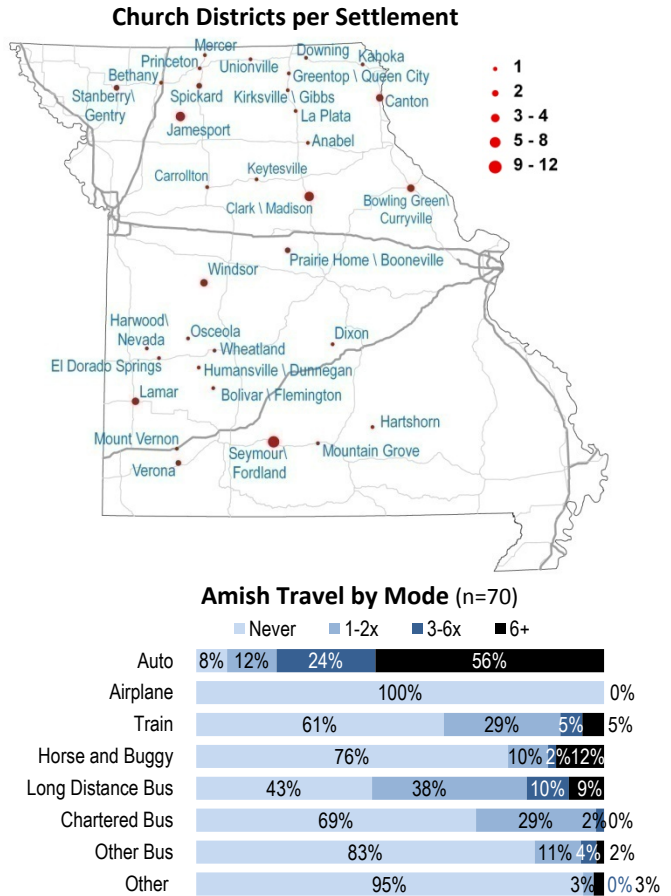 Church Districts per Settlement
Mercer
Princeton
Bethany
Unionville
Downing
Kahoka
Greentop \ Queen City
Stanberry\
Gentry
Spickard
Kirksville \ Gibbs
Canton
La Plata
Jamesport
Anabel
Carrollton
Keytesville
Clark \ Madison
Bowling Green\
Curryville
Prairie Home \ Booneville
Windsor
Harwood\
Nevada
Osceola
Dixon
Wheatland
El Dorado Springs
Humansville \ Dunnegan
Lamar
Bolivar \ Flemington
Hartshorn
Mount Vernon
Verona
Seymour\
Fordland
Mountain Grove
1
2
3 - 4
5 - 8
9 - 12
Amish Travel by Mode (n=70)
Never 1-2x 3-6x 6+
Auto 8% 12% 24% 56%
Airplane 100% 0%
Train 61% 29% 5% 5%
Horse and Buggy 76% 10% 2% 12%
Long Distance Bus 43% 38% 10% 9%
Chartered Bus 69% 29% 2% 0%
Other Bus 83% 11% 4% 2%
Other 95% 3% 0% 3%